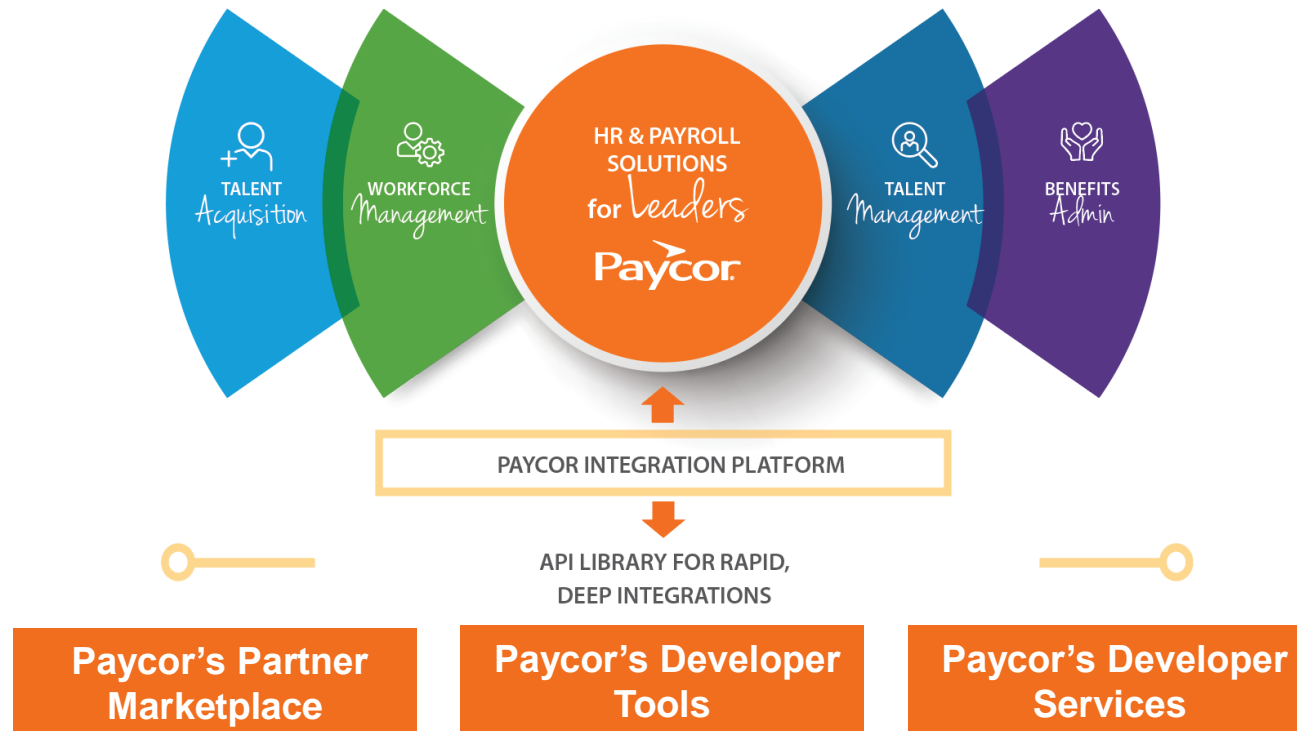 TALENT
Acquisition
WORKFORCE
Management
HR & PAYROLL
SOLUTIONS
for Leaders
Paycor
TALENT
Management
BENEFITS
Admin
PAYCOR INTEGRATION PLATFORM
API LIBRARY FOR RAPID,
DEEP INTEGRATIONS
Paycor’s Partner
Marketplace
Paycor’s Developer
Tools
Paycor’s Developer
Services